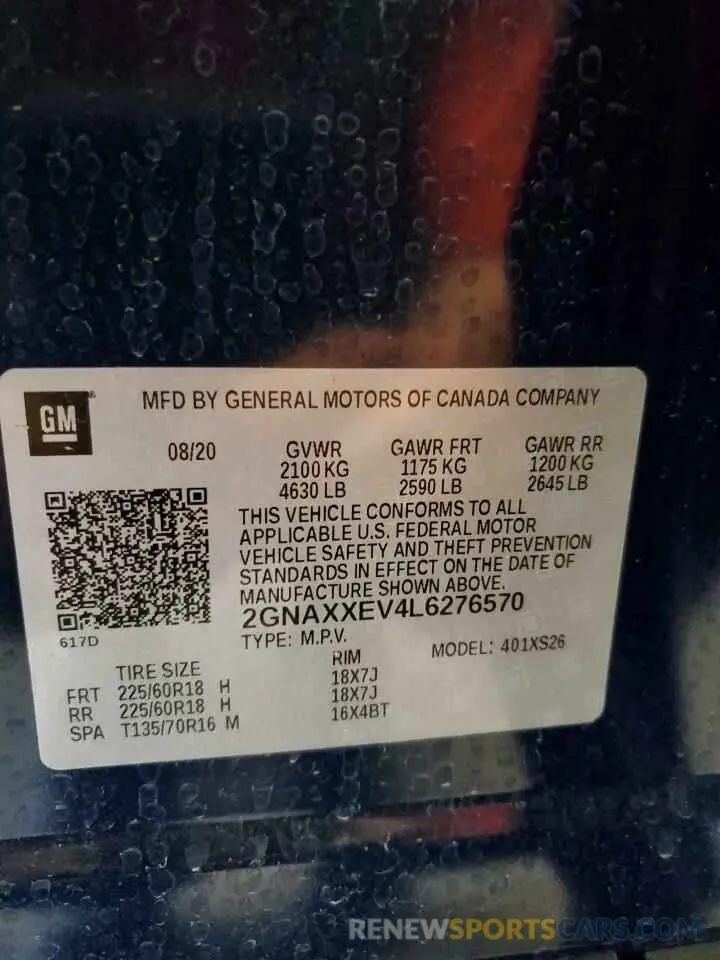 GM
MFD BY GENERAL MOTORS OF CANADA COMPANY
08/20 GVWR GAWR FRT GAWR RR
2100 KG 1175 KG 1200 KG
4630 LB 2590 LB 2645 LB
THIS VEHICLE CONFORMS TO ALL
APPLICABLE U.S. FEDERAL MOTOR
VEHICLE SAFETY AND THEFT PREVENTION
STANDARDS IN EFFECT ON THE DATE OF
MANUFACTURE SHOWN ABOVE.
2GNAXXEV4L6276570
617D TYPE: M.P.V. MODEL: 401XS26
TIRE SIZE RIM
FRT 225/60R18 H 18X7J
RR 225/60R18 H 18X7J
SPA T135/70R16 M 16X4BT
RENEWSPORTSCARS.COM